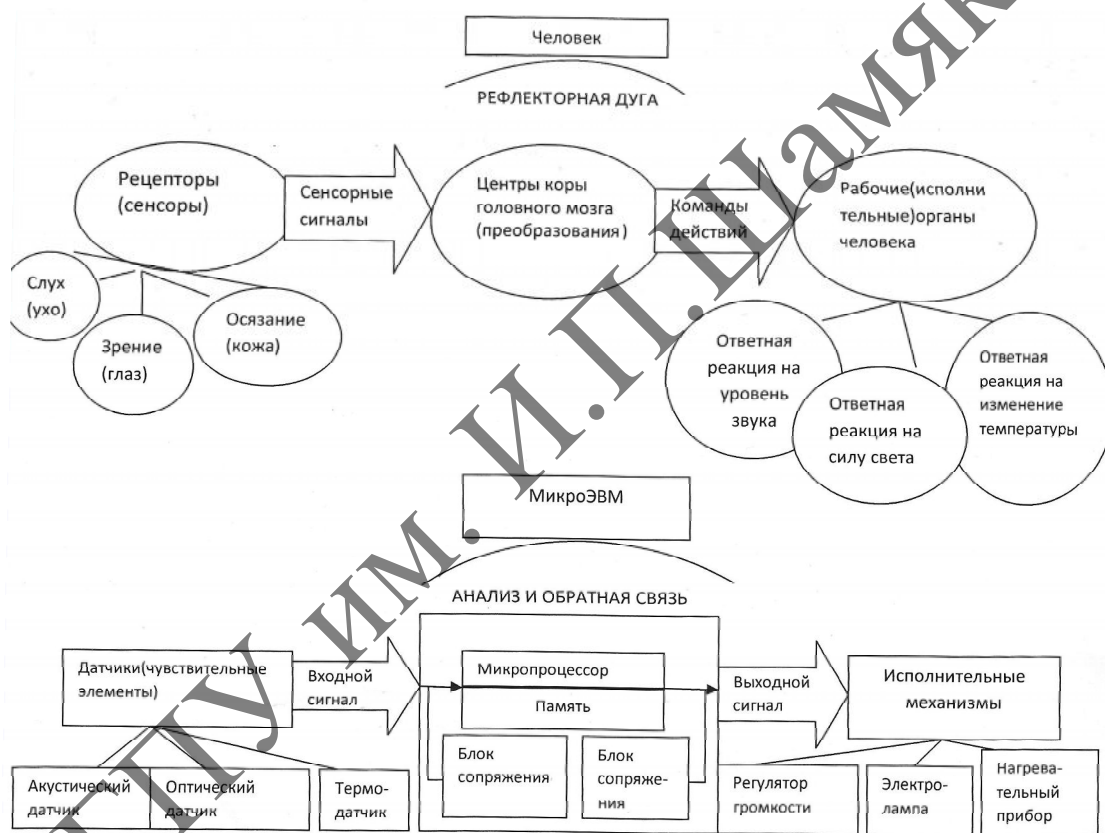 Человек
РЕФЛЕКТОРНАЯ ДУГА
Рецепторы
(сенсоры)
Сенсорные
сигналы
Центры коры
головного мозга
(преобразования)
Команды
действий
Рабочие(исполни
тельные)органы
человека
Слух
(ухо)
Зрение
(глаз)
Осязание
(кожа)
Ответная
реакция на
уровень
звука
Ответная
реакция на
силу света
Ответная
реакция на
изменение
температуры
МикроЭВМ
АНАЛИЗ И ОБРАТНАЯ СВЯЗЬ
Датчики(чувствительные
элементы)
Входной
сигнал
Микропроцессор
Память
Блок
сопряжения
Блок
сопряже-
ния
Выходной
сигнал
Исполнительные
механизмы
Акустический
датчик
Оптический
датчик
Термо-
датчик
Регулятор
громкости
Электро-
лампа
Нагрева-
тельный
прибор
ГПУ им. И.П.Шамяк